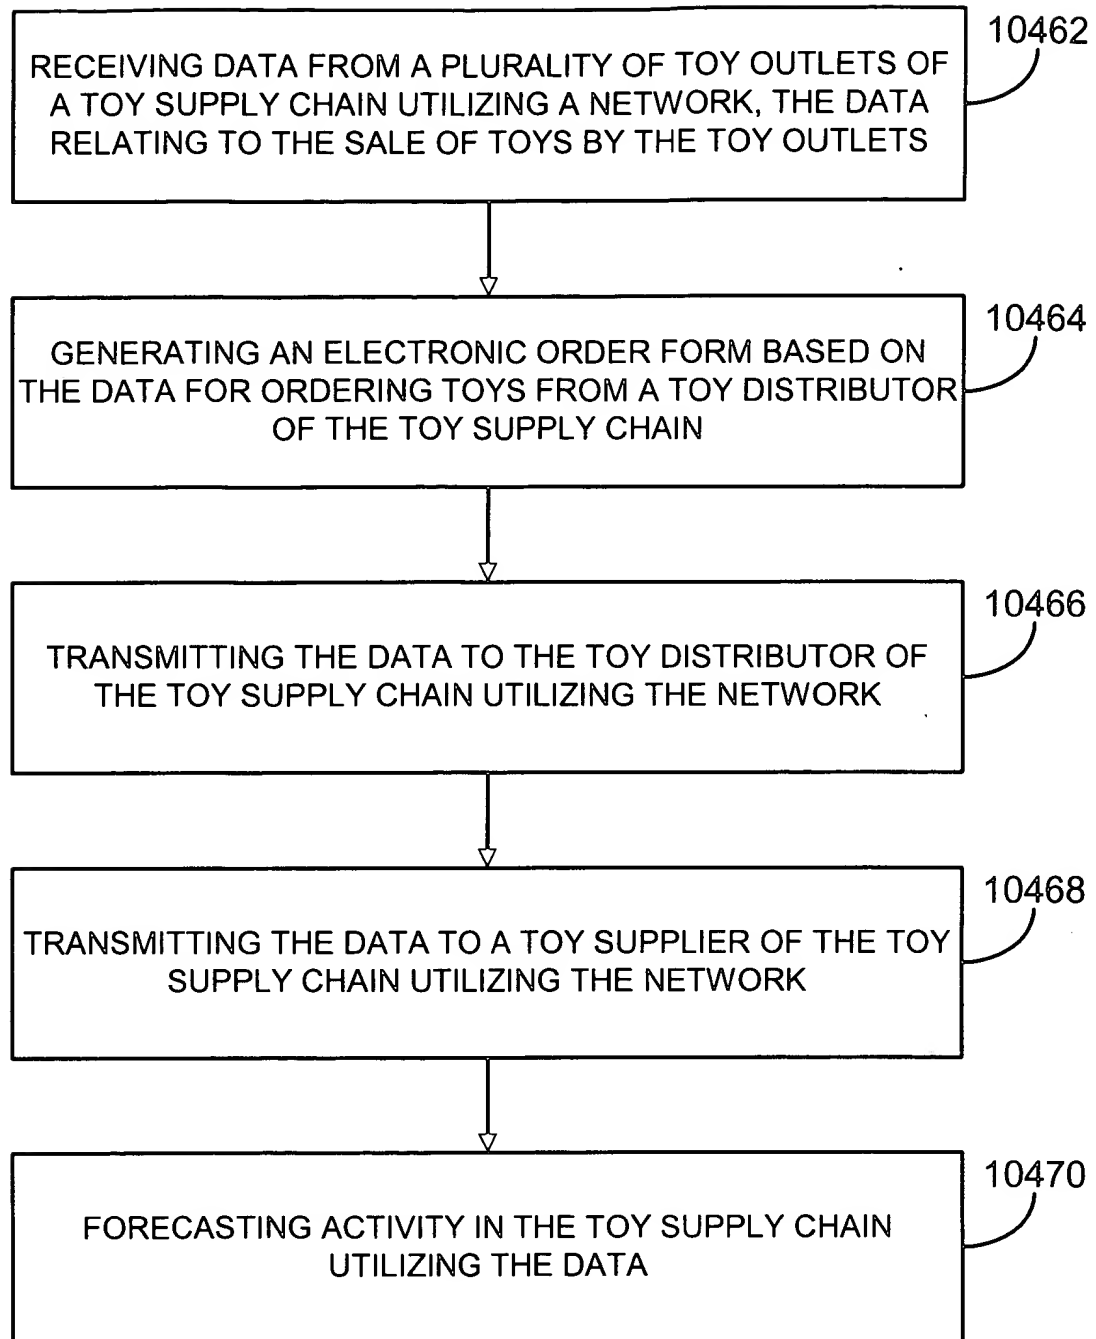 10462
RECEIVING DATA FROM A PLURALITY OF TOY OUTLETS OF
A TOY SUPPLY CHAIN UTILIZING A NETWORK, THE DATA
RELATING TO THE SALE OF TOYS BY THE TOY OUTLETS
10464
GENERATING AN ELECTRONIC ORDER FORM BASED ON
THE DATA FOR ORDERING TOYS FROM A TOY DISTRIBUTOR
OF THE TOY SUPPLY CHAIN
10466
TRANSMITTING THE DATA TO THE TOY DISTRIBUTOR OF
THE TOY SUPPLY CHAIN UTILIZING THE NETWORK
10468
TRANSMITTING THE DATA TO A TOY SUPPLIER OF THE TOY
SUPPLY CHAIN UTILIZING THE NETWORK
10470
FORECASTING ACTIVITY IN THE TOY SUPPLY CHAIN
UTILIZING THE DATA